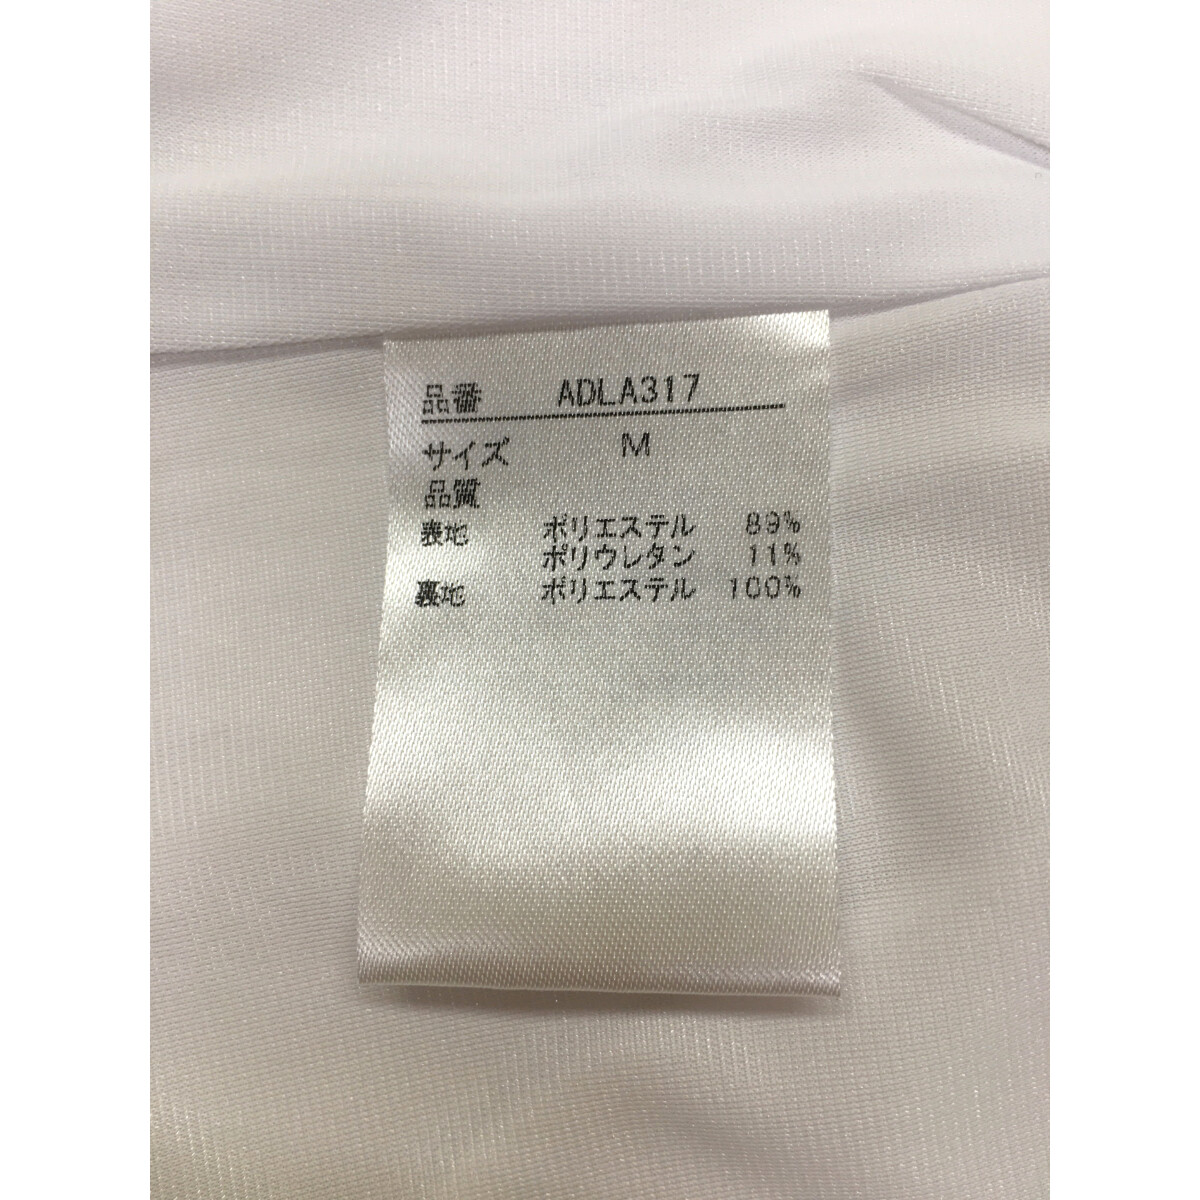 品番 ADLA317
サイズ M
品質
表地 ポリエステル 89%
ポリウレタン 11%
裏地 ポリエステル 100%